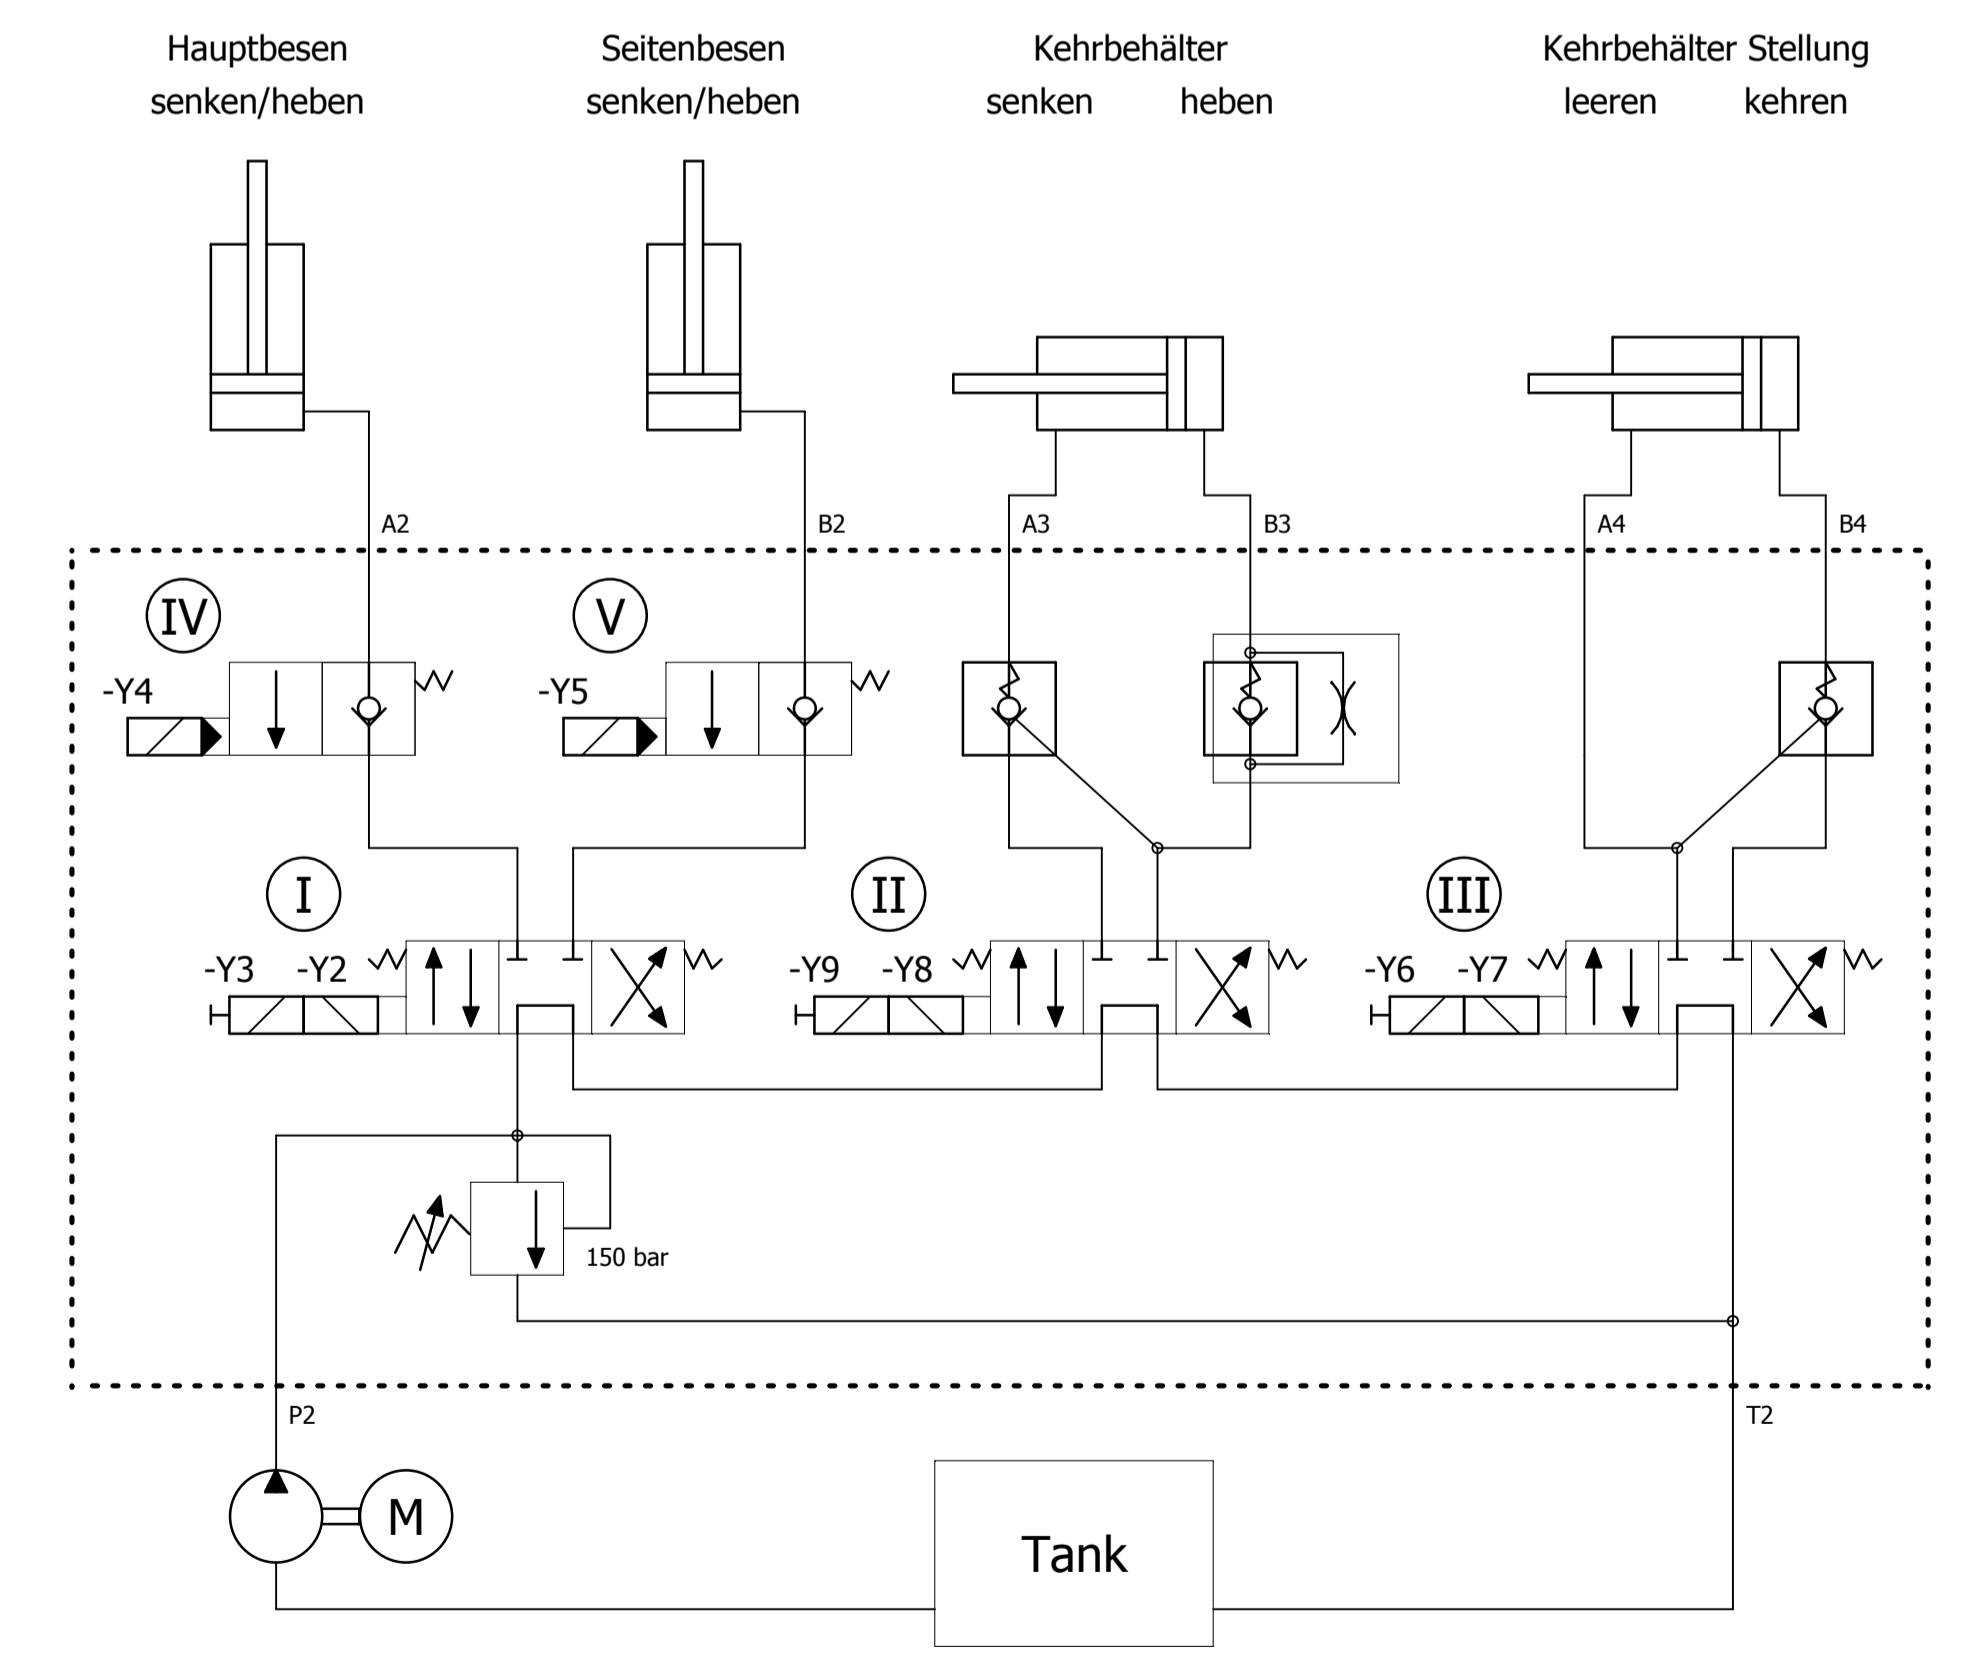 Hauptbesen
senken/heben
Seitenbesen
senken/heben
Kehrbehälter
senken heben
Kehrbehälter Stellung
leeren kehren
A2
B2
A3
B3
A4
B4
IV
-Y4
V
-Y5
I
-Y3 -Y2
II
-Y9 -Y8
III
-Y6 -Y7
150 bar
P2
T2
M
Tank